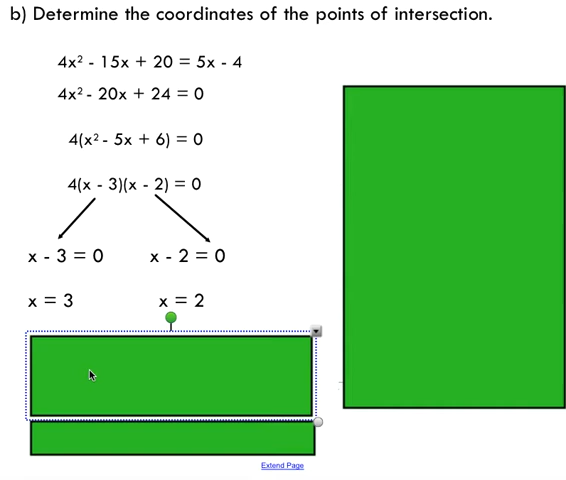 b) Determine the coordinates of the points of intersection.
4x² - 15x + 20 = 5x - 4
4x² - 20x + 24 = 0
4(x² - 5x + 6) = 0
4(x - 3)(x - 2) = 0
x - 3 = 0 x - 2 = 0
x = 3 x = 2
Extend Page